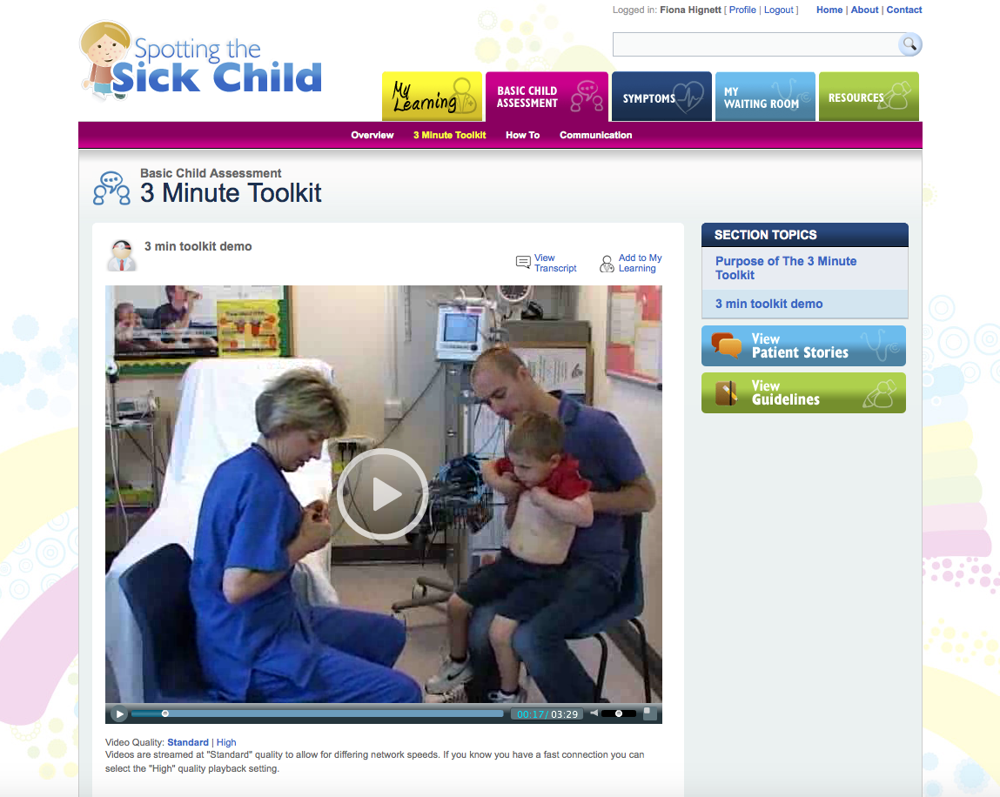 Logged in: Fiona Hignett [ Profile | Logout ] Home | About | Contact
Spotting the
Sick Child
My
Learning
BASIC CHILD
ASSESSMENT
SYMPTOMS
MY
WAITING ROOM
RESOURCES
Overview 3 Minute Toolkit How To Communication
Basic Child Assessment
3 Minute Toolkit
3 min toolkit demo
View
Transcript
Add to My
Learning
SECTION TOPICS
Purpose of The 3 Minute
Toolkit
3 min toolkit demo
View
Patient Stories
View
Guidelines
00:17 / 03:29
Video Quality: Standard | High
Videos are streamed at "Standard" quality to allow for differing network speeds. If you know you have a fast connection you can
select the "High" quality playback setting.